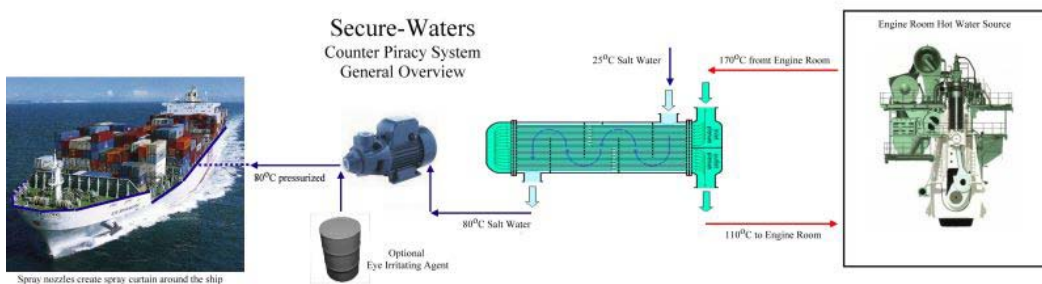 Secure-Waters
Counter Piracy System
General Overview
Engine Room Hot Water Source
25°C Salt Water
170°C fromt Engine Room
80°C pressurized
80°C Salt Water
110°C to Engine Room
Optional
Eye Irritating Agent
Spray nozzles create spray curtain around the ship